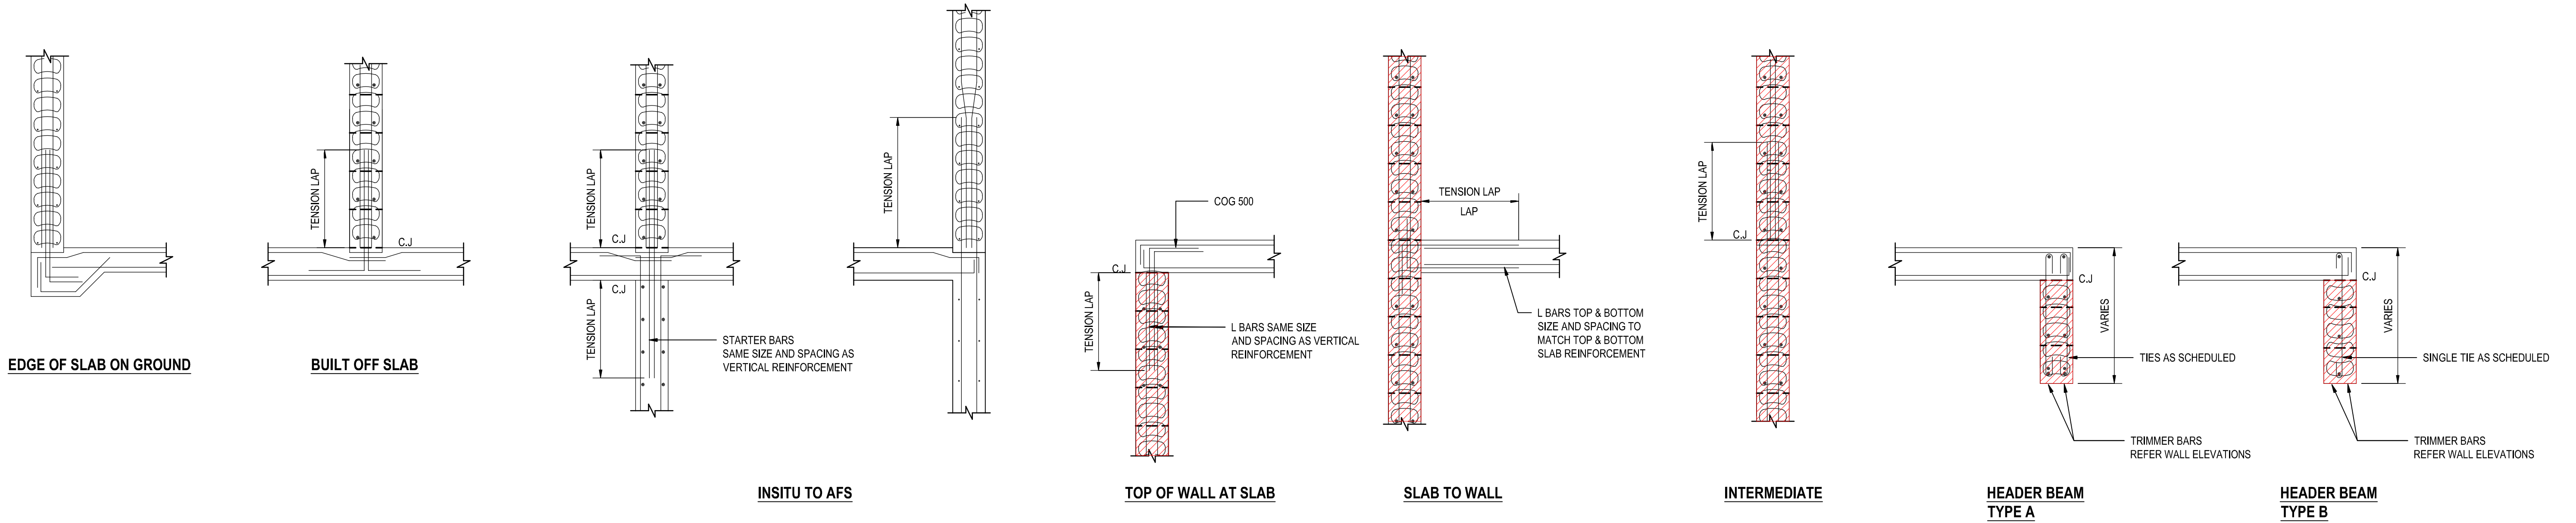 EDGE OF SLAB ON GROUND
TENSION LAP
C.J
BUILT OFF SLAB
TENSION LAP
C.J
C.J
TENSION LAP
STARTER BARS
SAME SIZE AND SPACING AS
VERTICAL REINFORCEMENT
TENSION LAP
INSITU TO AFS
COG 500
C.J
TENSION LAP
L BARS SAME SIZE
AND SPACING AS VERTICAL
REINFORCEMENT
TOP OF WALL AT SLAB
TENSION LAP
LAP
L BARS TOP & BOTTOM
SIZE AND SPACING TO
MATCH TOP & BOTTOM
SLAB REINFORCEMENT
SLAB TO WALL
TENSION LAP
C.J
INTERMEDIATE
C.J
VARIES
TIES AS SCHEDULED
TRIMMER BARS
REFER WALL ELEVATIONS
HEADER BEAM
TYPE A
C.J
VARIES
SINGLE TIE AS SCHEDULED
TRIMMER BARS
REFER WALL ELEVATIONS
HEADER BEAM
TYPE B